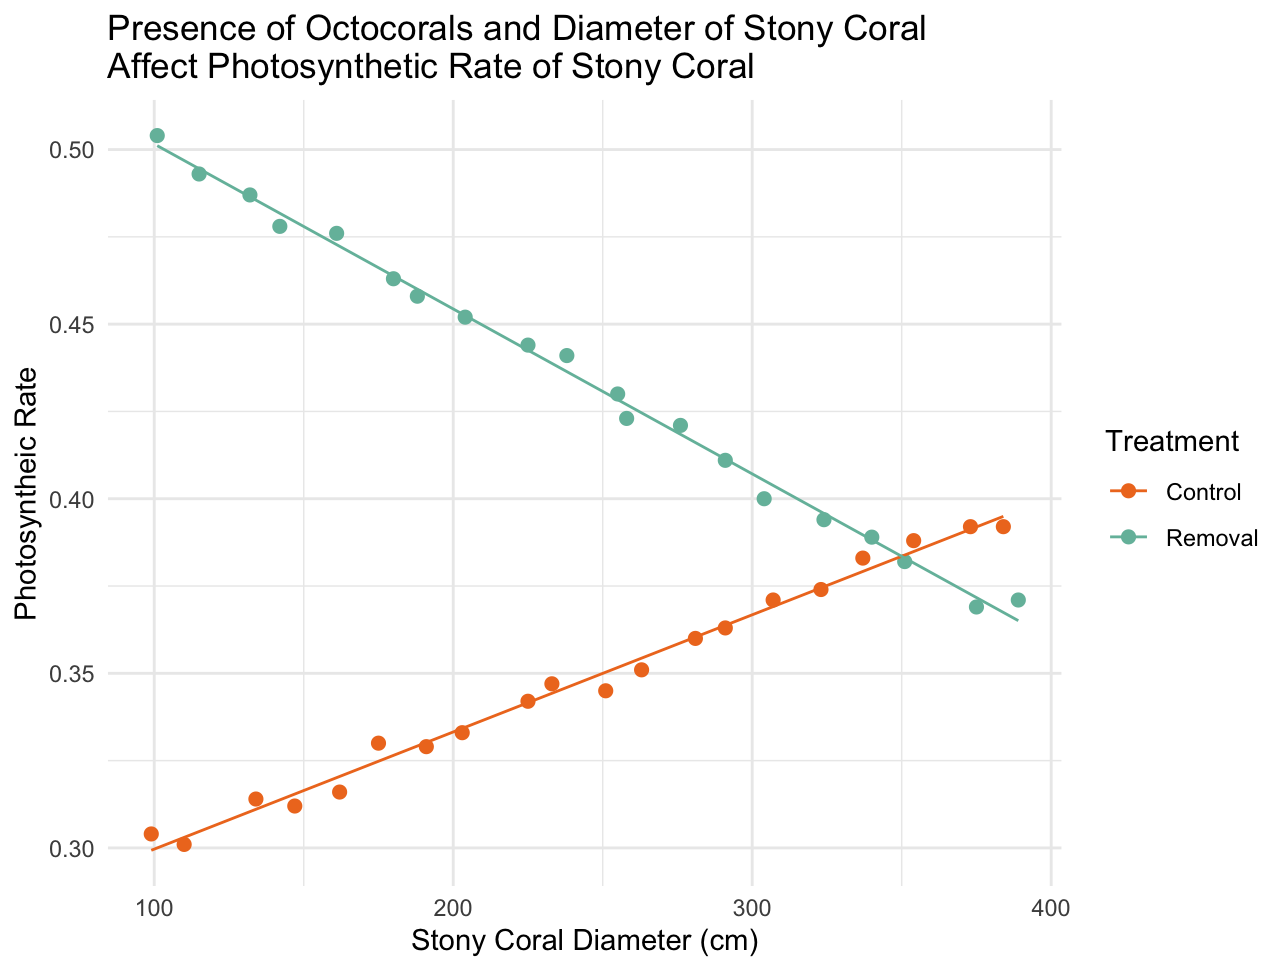 Presence of Octocorals and Diameter of Stony Coral
Affect Photosynthetic Rate of Stony Coral
0.50
0.45
0.40
0.35
0.30
Photosyntheic Rate
100
200
300
400
Stony Coral Diameter (cm)
Treatment
Control
Removal